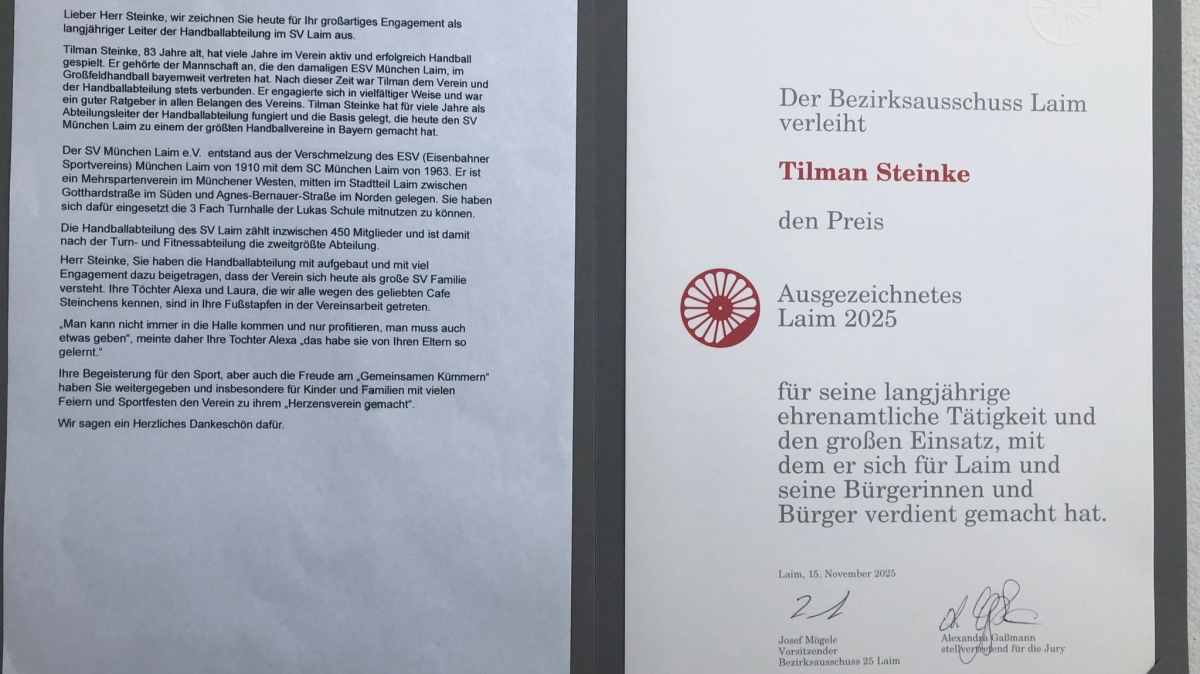 Lieber Herr Steinke, wir zeichnen Sie heute für Ihr großartiges Engagement als
langjähriger Leiter der Handballabteilung im SV Laim aus.
Tilman Steinke, 83 Jahre alt, hat viele Jahre im Verein aktiv und erfolgreich Handball
gespielt. Er gehörte der Mannschaft an, die den damaligen ESV München Laim, im
Großfeldhandball bayernweit vertreten hat. Nach dieser Zeit war Tilman dem Verein und
der Handballabteilung stets verbunden. Er engagierte sich in vielfältiger Weise und war
ein guter Ratgeber in allen Belangen des Vereins. Tilman Steinke hat für viele Jahre als
Abteilungsleiter der Handballabteilung fungiert und die Basis gelegt, die heute den SV
München Laim zu einem der größten Handballvereine in Bayern gemacht hat.
Der SV München Laim e.V. entstand aus der Verschmelzung des ESV (Eisenbahner
Sportvereins) München Laim von 1910 mit dem SC München Laim von 1963. Er ist
ein Mehrspartenverein im Münchener Westen, mitten im Stadtteil Laim zwischen
Gotthardstraße im Süden und Agnes-Bernauer-Straße im Norden gelegen. Sie haben
sich dafür eingesetzt die 3 Fach Turnhalle der Lukas Schule mitnutzen zu können.
Die Handballabteilung des SV Laim zählt inzwischen 450 Mitglieder und ist damit
nach der Turn- und Fitnessabteilung die zweitgrößte Abteilung.
Herr Steinke, Sie haben die Handballabteilung mit aufgebaut und mit viel
Engagement dazu beigetragen, dass der Verein sich heute als große SV Familie
versteht. Ihre Töchter Alexa und Laura, die wir alle wegen des geliebten Cafe
Steinchens kennen, sind in Ihre Fußstapfen in der Vereinsarbeit getreten.
„Man kann nicht immer in die Halle kommen und nur profitieren, man muss auch
etwas geben“, meinte daher Ihre Tochter Alexa „das habe sie von Ihren Eltern so
gelernt.“
Ihre Begeisterung für den Sport, aber auch die Freude am „Gemeinsamen Kümmern“
haben Sie weitergegeben und insbesondere für Kinder und Familien mit vielen
Feiern und Sportfesten den Verein zu ihrem „Herzensverein gemacht“.
Wir sagen ein Herzliches Dankeschön dafür.
Der Bezirksausschuss Laim
verleiht
Tilman Steinke
den Preis
Ausgezeichnetes
Laim 2025
für seine langjährige
ehrenamtliche Tätigkeit und
den großen Einsatz, mit
dem er sich für Laim und
seine Bürgerinnen und
Bürger verdient gemacht hat.
Laim, 15. November 2025
Josef Mögele
Vorsitzender
Bezirksausschuss 25 Laim
Alexandra Gaßmann
stellvertretend für die Jury